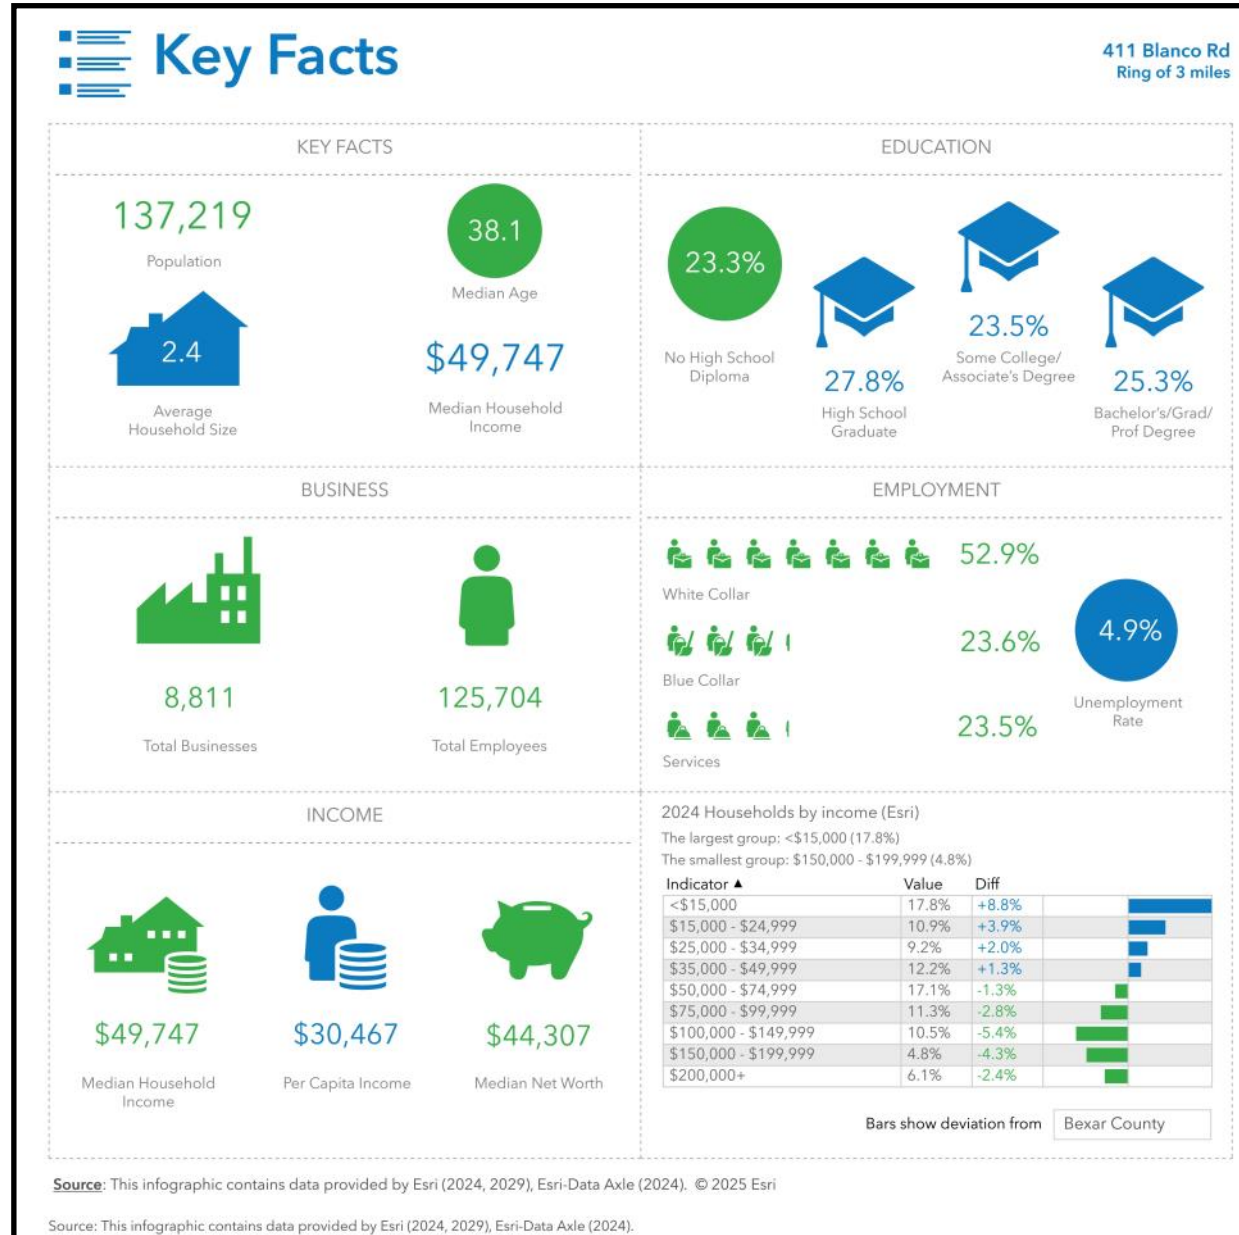 Key Facts
411 Blanco Rd
Ring of 3 miles
KEY FACTS
137,219
Population
38.1
Median Age
2.4
Average
Household Size
$49,747
Median Household
Income
EDUCATION
23.3%
No High School
Diploma
27.8%
High School
Graduate
23.5%
Some College/
Associate's Degree
25.3%
Bachelor's/Grad/
Prof Degree
BUSINESS
8,811
Total Businesses
125,704
Total Employees
EMPLOYMENT
52.9%
White Collar
23.6%
Blue Collar
23.5%
Services
4.9%
Unemployment
Rate
INCOME
$49,747
Median Household
Income
$30,467
Per Capita Income
$44,307
Median Net Worth
2024 Households by income (Esri)
The largest group: <$15,000 (17.8%)
The smallest group: $150,000 - $199,999 (4.8%)
Indicator ▲ Value Diff
<$15,000 17.8% +8.8%
$15,000 - $24,999 10.9% +3.9%
$25,000 - $34,999 9.2% +2.0%
$35,000 - $49,999 12.2% +1.3%
$50,000 - $74,999 17.1% -1.3%
$75,000 - $99,999 11.3% -2.8%
$100,000 - $149,999 10.5% -5.4%
$150,000 - $199,999 4.8% -4.3%
$200,000+ 6.1% -2.4%
Bars show deviation from Bexar County
Source: This infographic contains data provided by Esri (2024, 2029), Esri-Data Axle (2024). © 2025 Esri
Source: This infographic contains data provided by Esri (2024, 2029), Esri-Data Axle (2024).